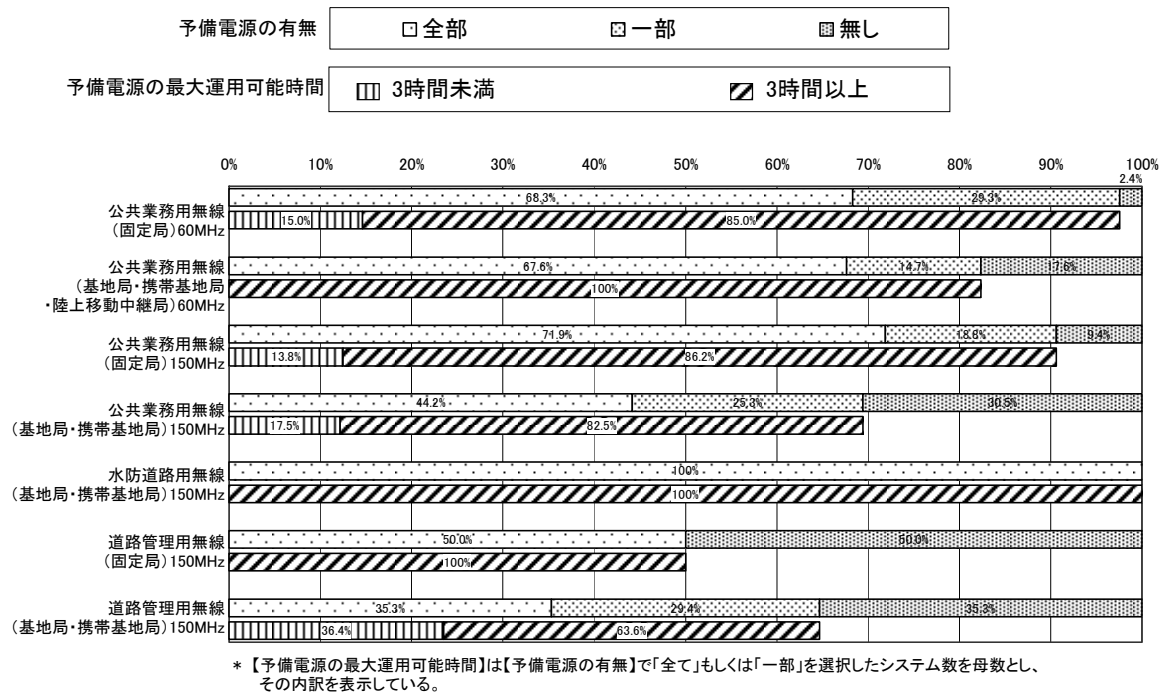 予備電源の有無
全部 一部 無し
予備電源の最大運用可能時間
3時間未満 3時間以上
0% 10% 20% 30% 40% 50% 60% 70% 80% 90% 100%
2.4%
68.3% 29.3%
公共業務用無線
(固定局)60MHz
15.0% 85.0%
公共業務用無線
(基地局・携帯基地局
・陸上移動中継局)60MHz
67.6% 14.7% 17.6%
100%
公共業務用無線
(固定局)150MHz
71.9% 18.8% 9.4%
13.8% 86.2%
公共業務用無線
(基地局・携帯基地局)150MHz
44.2% 25.3% 30.5%
17.5% 82.5%
水防道路用無線
(基地局・携帯基地局)150MHz
100%
100%
道路管理用無線
(固定局)150MHz
50.0% 50.0%
100%
道路管理用無線
(基地局・携帯基地局)150MHz
35.3% 29.4% 35.3%
36.4% 63.6%
* 【予備電源の最大運用可能時間】は【予備電源の有無】で「全て」もしくは「一部」を選択したシステム数を母数とし、
その内訳を表示している。